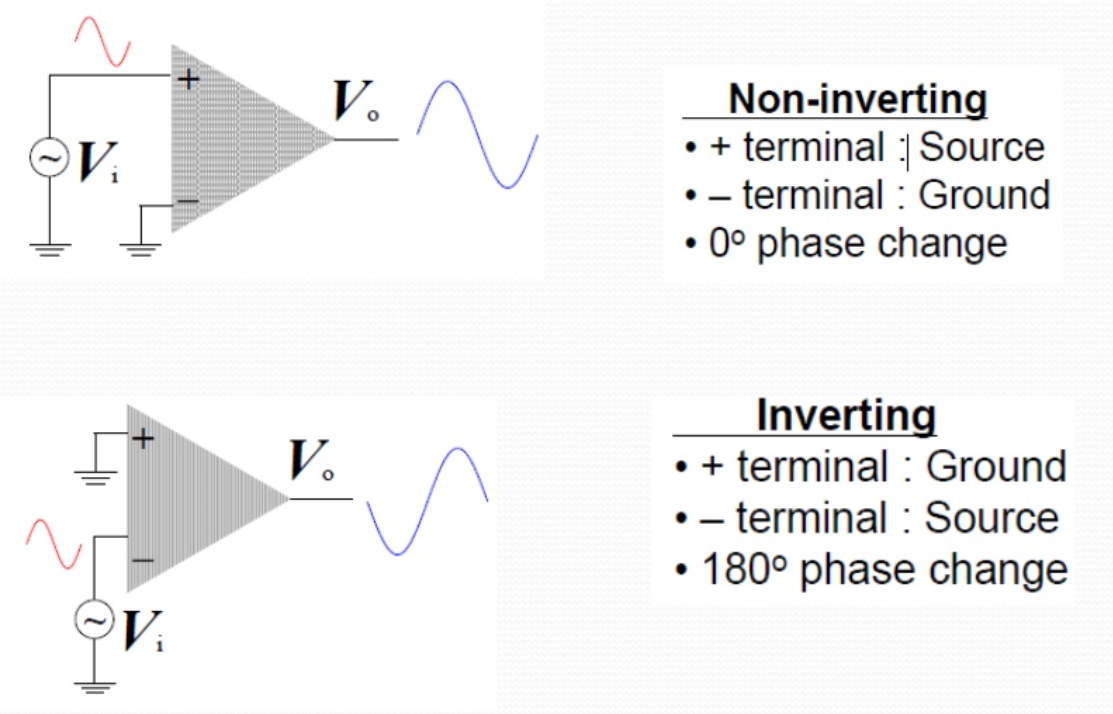 +
Vo
Vi
−
Non-inverting
• + terminal : Source
• – terminal : Ground
• 0º phase change
+
Vo
−
Vi
Inverting
• + terminal : Ground
• – terminal : Source
• 180º phase change